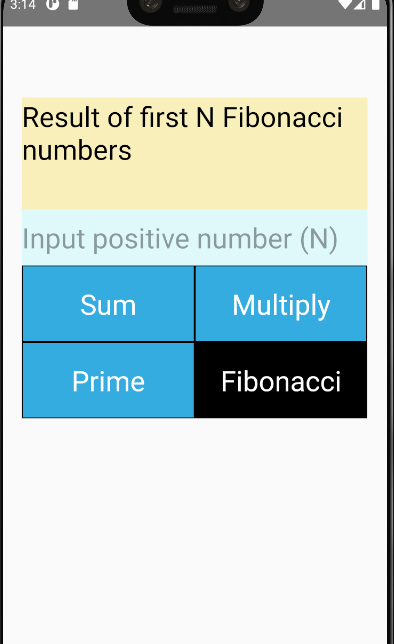 3:14
Result of first N Fibonacci
numbers
Input positive number (N)
Sum
Multiply
Prime
Fibonacci